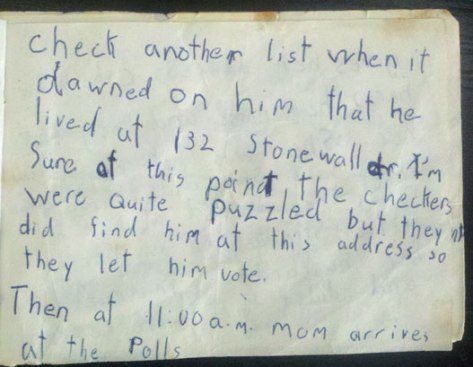 check another list when it
dawned on him that he
lived at 132 Stonewall dr. I'm
Sure at this point the checkers
were quite puzzled but they
did find him at this address so
they let him vote.
Then at 11:00 a.m. mom arrives
at the Polls